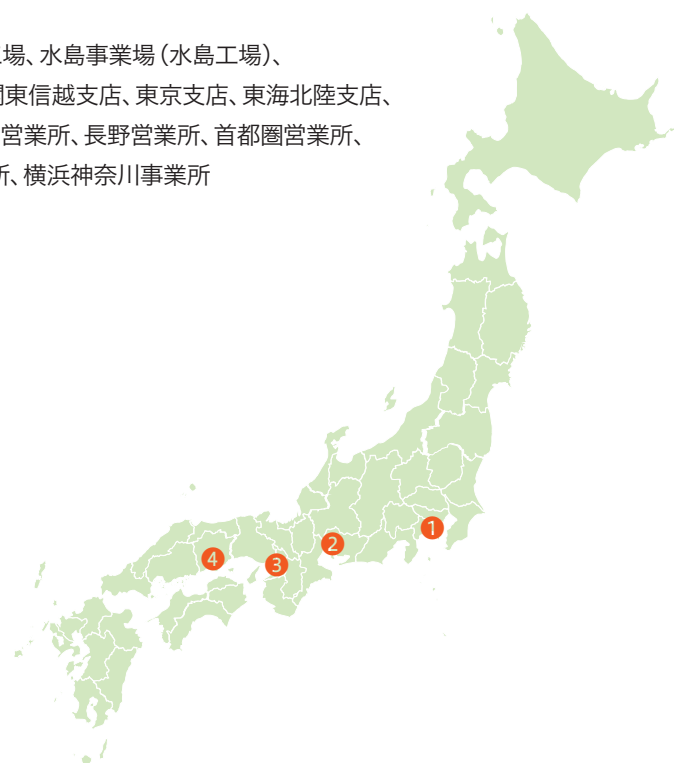 場、水島事業場(水島工場)、
東信越支店、東京支店、東海北陸支店、
営業所、長野営業所、首都圏営業所、
所、横浜神奈川事業所
1
2
3
4